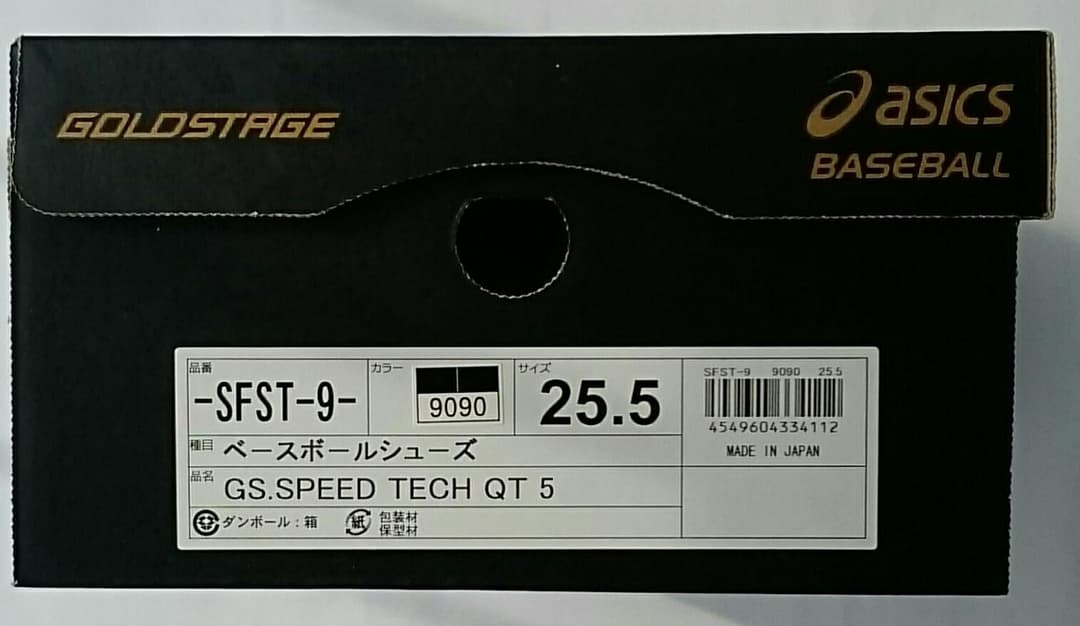 GOLDSTAGE
asics
BASEBALL
品番
-SFST-9-
カラー
9090
サイズ
25.5
SFST-9 9090 25.5
4549604334112
MADE IN JAPAN
種目
ベースボールシューズ
品名
GS.SPEED TECH QT 5
ダンボール:箱
紙
包装材
保型材